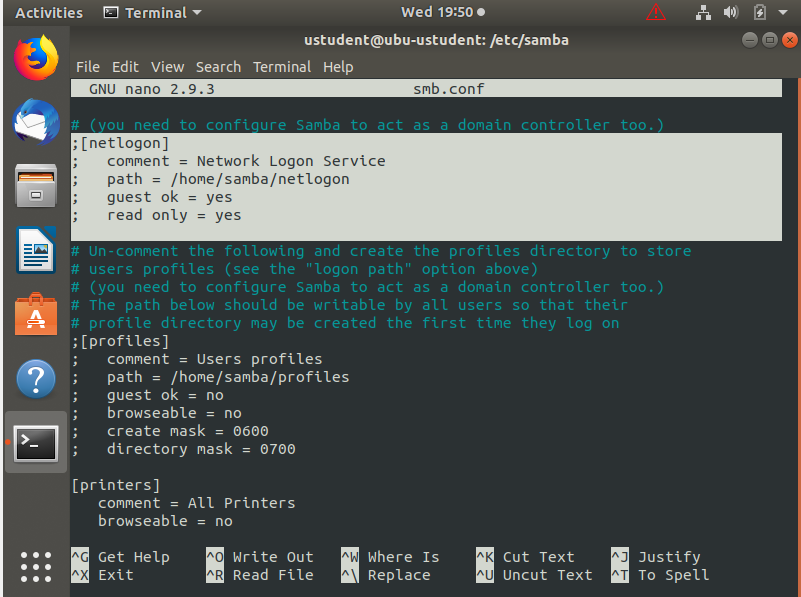 Activities Terminal Wed 19:50
ustudent@ubu-ustudent: /etc/samba
File Edit View Search Terminal Help
GNU nano 2.9.3 smb.conf
# (you need to configure Samba to act as a domain controller too.)
;[netlogon]
;   comment = Network Logon Service
;   path = /home/samba/netlogon
;   guest ok = yes
;   read only = yes
# Un-comment the following and create the profiles directory to store
# users profiles (see the "logon path" option above)
# (you need to configure Samba to act as a domain controller too.)
# The path below should be writable by all users so that their
# profile directory may be created the first time they log on
;[profiles]
;   comment = Users profiles
;   path = /home/samba/profiles
;   guest ok = no
;   browseable = no
;   create mask = 0600
;   directory mask = 0700
[printers]
   comment = All Printers
   browseable = no
^G Get Help ^O Write Out ^W Where Is ^K Cut Text ^J Justify
^X Exit ^R Read File ^\ Replace ^U Uncut Text ^T To Spell